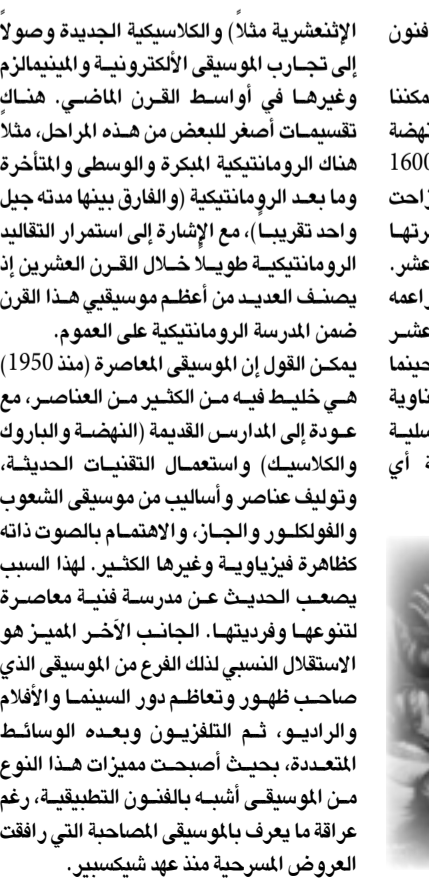 فنون
يمكننا
نهضة
1600
زاحت
رتها
عشر.
راعمه
عشر
حينما
ناوية
سلية
ة أي
الإثنعشرية مثلاً) والكلاسيكية الجديدة وصولاً
إلى تجارب الموسيقى الألكترونية والمينيمالزم
وغيرها في أواسط القرن الماضي. هناك
تقسيمات أصغر للبعض من هذه المراحل، مثلاً
هناك الرومانتيكية المبكرة والوسطى والمتأخرة
وما بعد الرومانتيكية (والفارق بينها مدته جيل
واحد تقريباً)، مع الإشارة إلى استمرار التقاليد
الرومانتيكية طويلاً خلال القرن العشرين إذ
يصنف العديد من أعظم موسيقيي هذا القرن
ضمن المدرسة الرومانتيكية على العموم.
يمكن القول إن الموسيقى المعاصرة (منذ 1950)
هي خليط فيه من الكثير من العناصر، مع
عودة إلى المدارس القديمة (النهضة والباروك
والكلاسيك) واستعمال التقنيات الحديثة،
وتوليف عناصر وأساليب من موسيقى الشعوب
والفولكلور والجاز، والاهتمام بالصوت ذاته
كظاهرة فيزياوية وغيرها الكثير. لهذا السبب
يصعب الحديث عن مدرسة فنية معاصرة
لتنوعها وفرديتها. الجانب الآخر المميز هو
الاستقلال النسبي لذلك الفرع من الموسيقى الذي
صاحب ظهور وتعاظم دور السينما والأفلام
والراديو، ثم التلفزيون وبعده الوسائط
المتعددة، بحيث أصبحت مميزات هذا النوع
من الموسيقى أشبه بالفنون التطبيقية، رغم
عراقة ما يعرف بالموسيقى المصاحبة التي رافقت
العروض المسرحية منذ عهد شيكسبير.